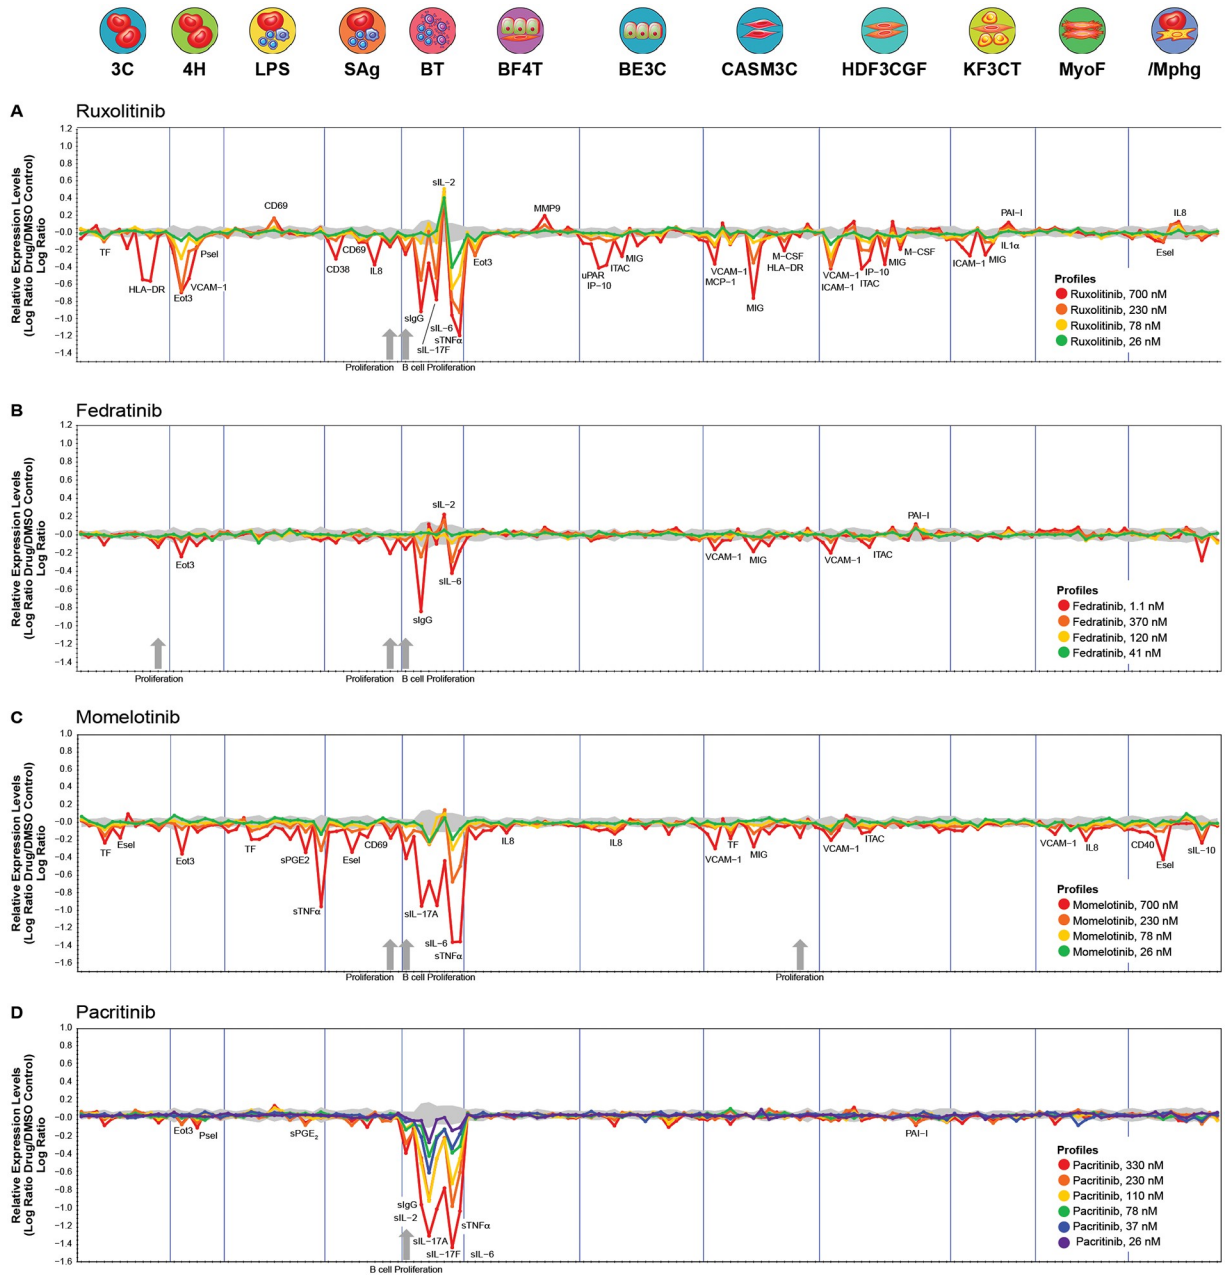 3C 4H LPS SAg BT BF4T BE3C CASM3C HDF3CGF KF3CT MyoF /Mphg
A Ruxolitinib
Relative Expression Levels
(Log Ratio Drug/DMSO Control)
Log Ratio
1.2
1.0
0.8
0.6
0.4
0.2
−0.0
−0.2
−0.4
−0.6
−0.8
−1.0
−1.2
−1.4
TF
HLA−DR
Eot3
VCAM−1
PseI
CD69
CD38
CD69
IL8
sIL−2
sIgG
sIL−17F
sIL−6
sTNFα
Eot3
MMP9
uPAR
IP−10
ITAC
MIG
VCAM−1
MCP−1
MIG
M−CSF
HLA−DR
VCAM−1
ICAM−1
IP−10
ITAC
MIG
M−CSF
ICAM−1
MIG
IL1α
PAI−I
EseI
IL8
Profiles
Ruxolitinib, 700 nM
Ruxolitinib, 230 nM
Ruxolitinib, 78 nM
Ruxolitinib, 26 nM
Proliferation
B cell Proliferation
B Fedratinib
Relative Expression Levels
(Log Ratio Drug/DMSO Control)
Log Ratio
1.2
1.0
0.8
0.6
0.4
0.2
−0.0
−0.2
−0.4
−0.6
−0.8
−1.0
−1.2
−1.4
Eot3
sIL−2
sIL−6
sIgG
VCAM−1
MIG
VCAM−1
ITAC
PAI−I
Profiles
Fedratinib, 1.1 nM
Fedratinib, 370 nM
Fedratinib, 120 nM
Fedratinib, 41 nM
Proliferation
Proliferation
B cell Proliferation
C Momelotinib
Relative Expression Levels
(Log Ratio Drug/DMSO Control)
Log Ratio
1.0
0.8
0.6
0.4
0.2
−0.0
−0.2
−0.4
−0.6
−0.8
−1.0
−1.2
−1.4
−1.6
TF
EseI
Eot3
TF
sPGE2
sTNFα
EseI
CD69
sIL−17A
sIL−6
sTNFα
IL8
IL8
VCAM−1
TF
MIG
VCAM−1
ITAC
VCAM−1
IL8
CD40
EseI
sIL−10
Profiles
Momelotinib, 700 nM
Momelotinib, 230 nM
Momelotinib, 78 nM
Momelotinib, 26 nM
Proliferation
B cell Proliferation
Proliferation
D Pacritinib
Relative Expression Levels
(Log Ratio Drug/DMSO Control)
Log Ratio
1.0
0.8
0.6
0.4
0.2
−0.0
−0.2
−0.4
−0.6
−0.8
−1.0
−1.2
−1.4
−1.6
Eot3
PseI
sPGE₂
sIgG
sIL−2
sIL−17A
sIL−17F
sTNFα
sIL−6
PAI−I
Profiles
Pacritinib, 330 nM
Pacritinib, 230 nM
Pacritinib, 110 nM
Pacritinib, 78 nM
Pacritinib, 37 nM
Pacritinib, 26 nM
B cell Proliferation